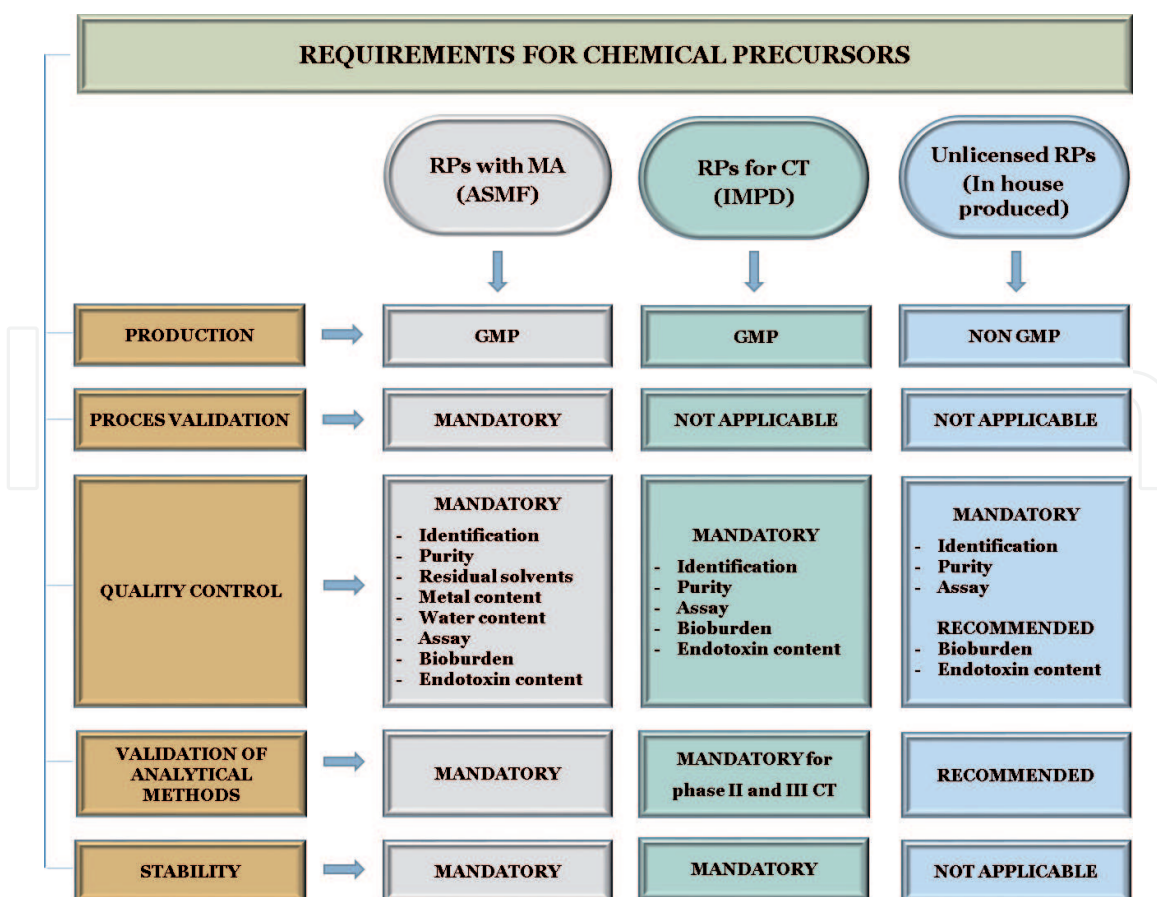 REQUIREMENTS FOR CHEMICAL PRECURSORS
RPs with MA
(ASMF)
RPs for CT
(IMPD)
Unlicensed RPs
(In house
produced)
PRODUCTION
GMP
GMP
NON GMP
PROCES VALIDATION
MANDATORY
NOT APPLICABLE
NOT APPLICABLE
QUALITY CONTROL
MANDATORY
- Identification
- Purity
- Residual solvents
- Metal content
- Water content
- Assay
- Bioburden
- Endotoxin content
MANDATORY
- Identification
- Purity
- Assay
- Bioburden
- Endotoxin content
MANDATORY
- Identification
- Purity
- Assay
RECOMMENDED
- Bioburden
- Endotoxin content
VALIDATION OF
ANALYTICAL
METHODS
MANDATORY
MANDATORY for
phase II and III CT
RECOMMENDED
STABILITY
MANDATORY
MANDATORY
NOT APPLICABLE